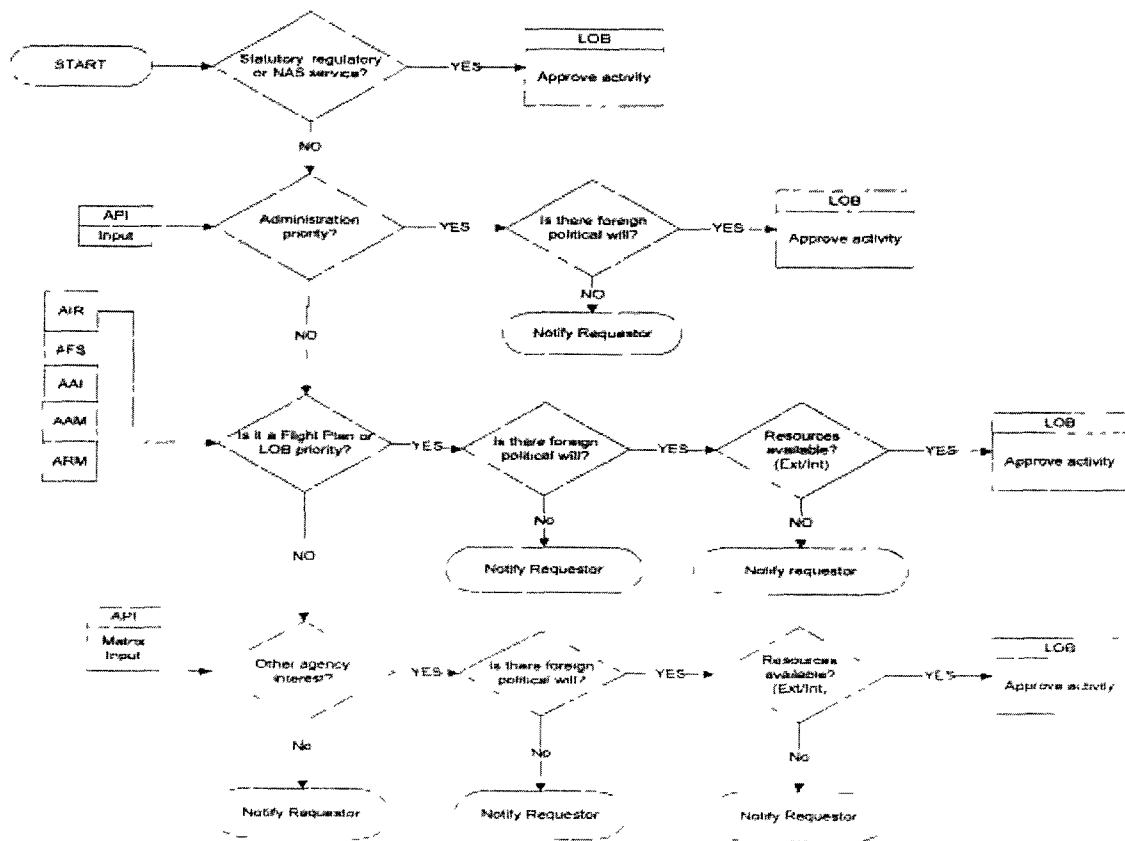 LOB
START
Statutory regulatory
or NAS service?
YES
Approve activity
NO
LOB
API
Input
Administration
priority?
YES
Is there foreign
political will?
YES
Approve activity
NO
Notify Requestor
AIR
AFS
AAI
AAM
ARM
NO
Is it a Flight Plan or
LOB priority?
YES
Is there foreign
political will?
YES
Resources
available?
(Ext/Int)
YES
LOB
Approve activity
No
NO
NO
Notify Requestor
Notify requestor
API
Matrix
Input
Other agency
interest?
YES
Is there foreign
political will?
YES
Resources
available?
(Ext/Int,
YES
LOB
Approve activity
No
No
No
Notify Requestor
Notify Requestor
Notify Requestor